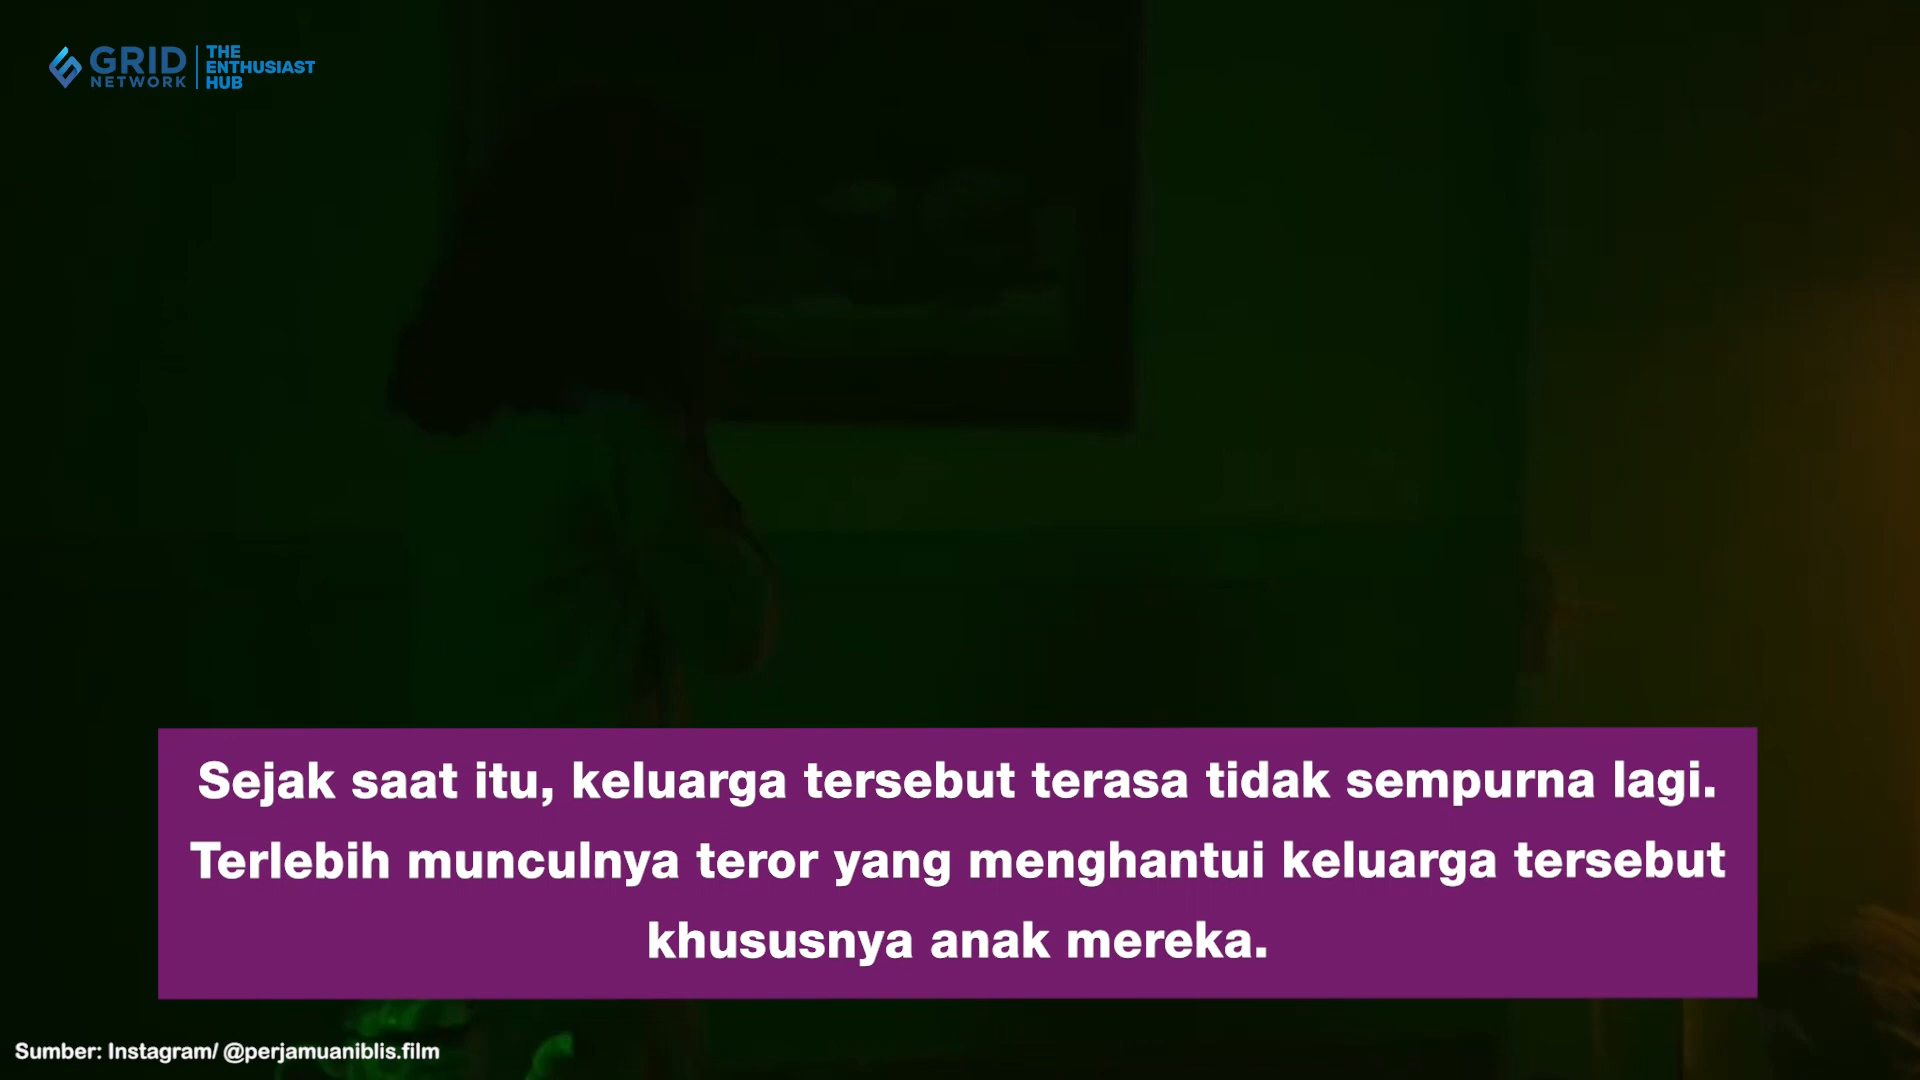 GRID
NETWORK
THE
ENTHUSIAST
HUB
Sejak saat itu, keluarga tersebut terasa tidak sempurna lagi.
Terlebih munculnya teror yang menghantui keluarga tersebut
khususnya anak mereka.
Sumber: Instagram/ @perjamuaniblis.film